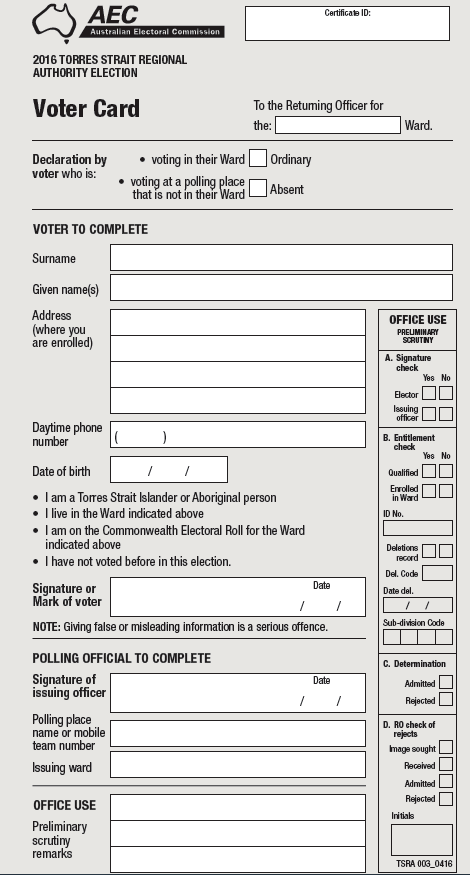 AEC
Australian Electoral Commission
Certificate ID:
2016 TORRES STRAIT REGIONAL
AUTHORITY ELECTION
Voter Card
To the Returning Officer for
the: Ward.
Declaration by
voter who is:
• voting in their Ward Ordinary
• voting at a polling place
that is not in their Ward Absent
VOTER TO COMPLETE
Surname
Given name(s)
Address
(where you
are enrolled)
Daytime phone
number ( )
Date of birth / /
• I am a Torres Strait Islander or Aboriginal person
• I live in the Ward indicated above
• I am on the Commonwealth Electoral Roll for the Ward
indicated above
• I have not voted before in this election.
Signature or
Mark of voter
Date
/ /
NOTE: Giving false or misleading information is a serious offence.
POLLING OFFICIAL TO COMPLETE
Signature of
issuing officer
Date
/ /
Polling place
name or mobile
team number
Issuing ward
OFFICE USE
Preliminary
scrutiny
remarks
OFFICE USE
PRELIMINARY
SCRUTINY
A. Signature
check
Yes No
Elector
Issuing
officer
B. Entitlement
check
Yes No
Qualified
Enrolled
in Ward
ID No.
Deletions
record
Del. Code
Date del.
/ /
Sub-division Code
C. Determination
Admitted
Rejected
D. RO check of
rejects
Image sought
Received
Admitted
Rejected
Initials
TSRA 003_0416